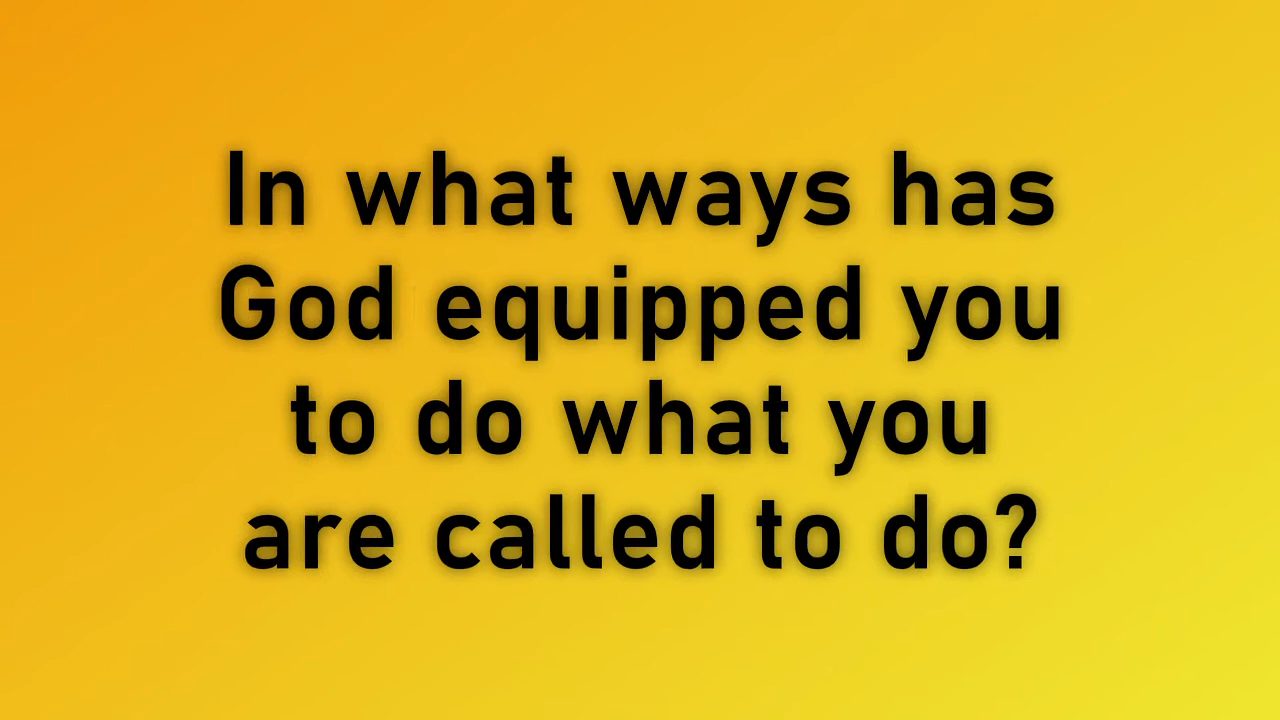 In what ways has
God equipped you
to do what you
are called to do?